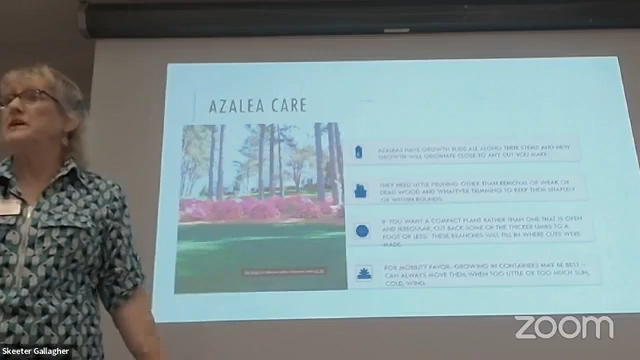 AZALEA CARE
AZALEAS HAVE GROWTH BUDS ALL ALONG THEIR STEMS AND NEW
GROWTH WILL ORIGINATE CLOSE TO ANY CUT YOU MAKE.
THEY NEED LITTLE PRUNING OTHER THAN REMOVAL OF WEAK OR
DEAD WOOD AND WHATEVER TRIMMING TO KEEP THEM SHAPELY
OR WITHIN BOUNDS.
IF YOU WANT A COMPACT PLANT RATHER THAN ONE THAT IS OPEN
AND IRREGULAR, CUT BACK SOME OF THE THICKER LIMBS TO A
FOOT OR LESS. THESE BRANCHES WILL FILL IN WHERE CUTS WERE
MADE.
FOR MOBILITY FAVOR, GROWING IN CONTAINERS MAY BE BEST –
CAN ALWAYS MOVE THEM WHEN TOO LITTLE OR TOO MUCH SUN,
COLD, WIND.
zoom
Skeeter Gallagher